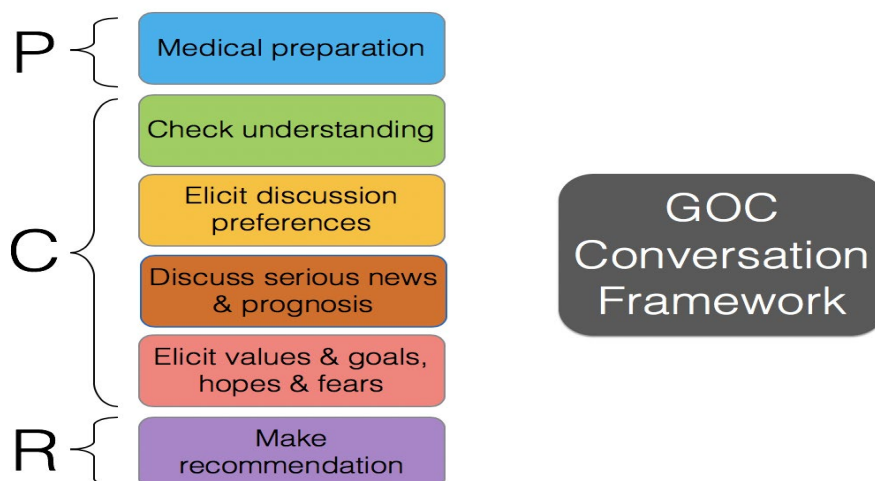 P
Medical preparation
C
Check understanding
Elicit discussion
preferences
Discuss serious news
& prognosis
Elicit values & goals,
hopes & fears
R
Make
recommendation
GOC
Conversation
Framework